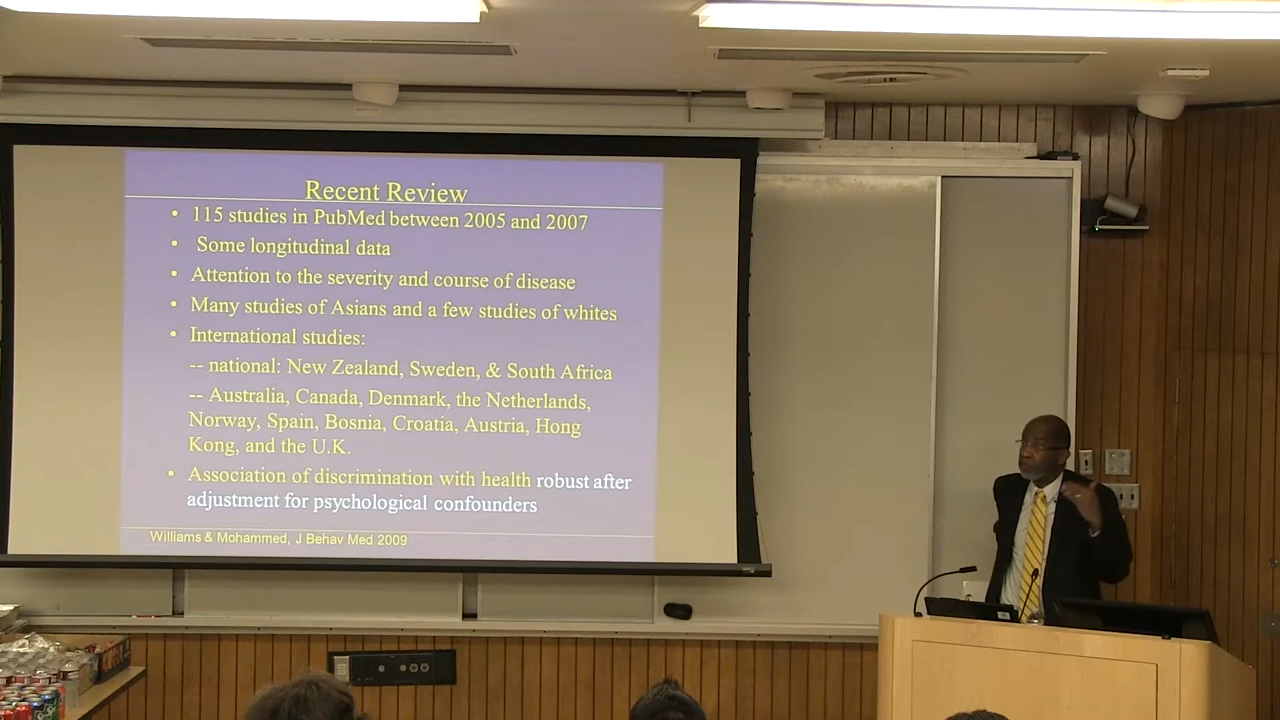 Recent Review
• 115 studies in PubMed between 2005 and 2007
• Some longitudinal data
• Attention to the severity and course of disease
• Many studies of Asians and a few studies of whites
• International studies:
-- national: New Zealand, Sweden, & South Africa
-- Australia, Canada, Denmark, the Netherlands,
Norway, Spain, Bosnia, Croatia, Austria, Hong
Kong, and the U.K.
• Association of discrimination with health robust after
adjustment for psychological confounders
Williams & Mohammed, J Behav Med 2009